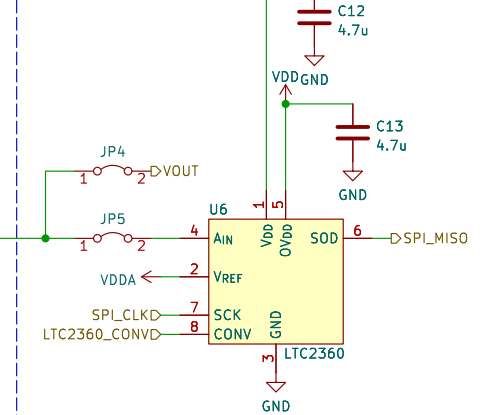 C12
4.7u
VDD GND
C13
4.7u
GND
JP4
1 2 VOUT
JP5
1 2
U6
1 5
VDD OVDD
4 AIN
SOD 6 SPI_MISO
VDDA 2 VREF
SPI_CLK 7 SCK
LTC2360_CONV 8 CONV
GND
3
LTC2360
GND